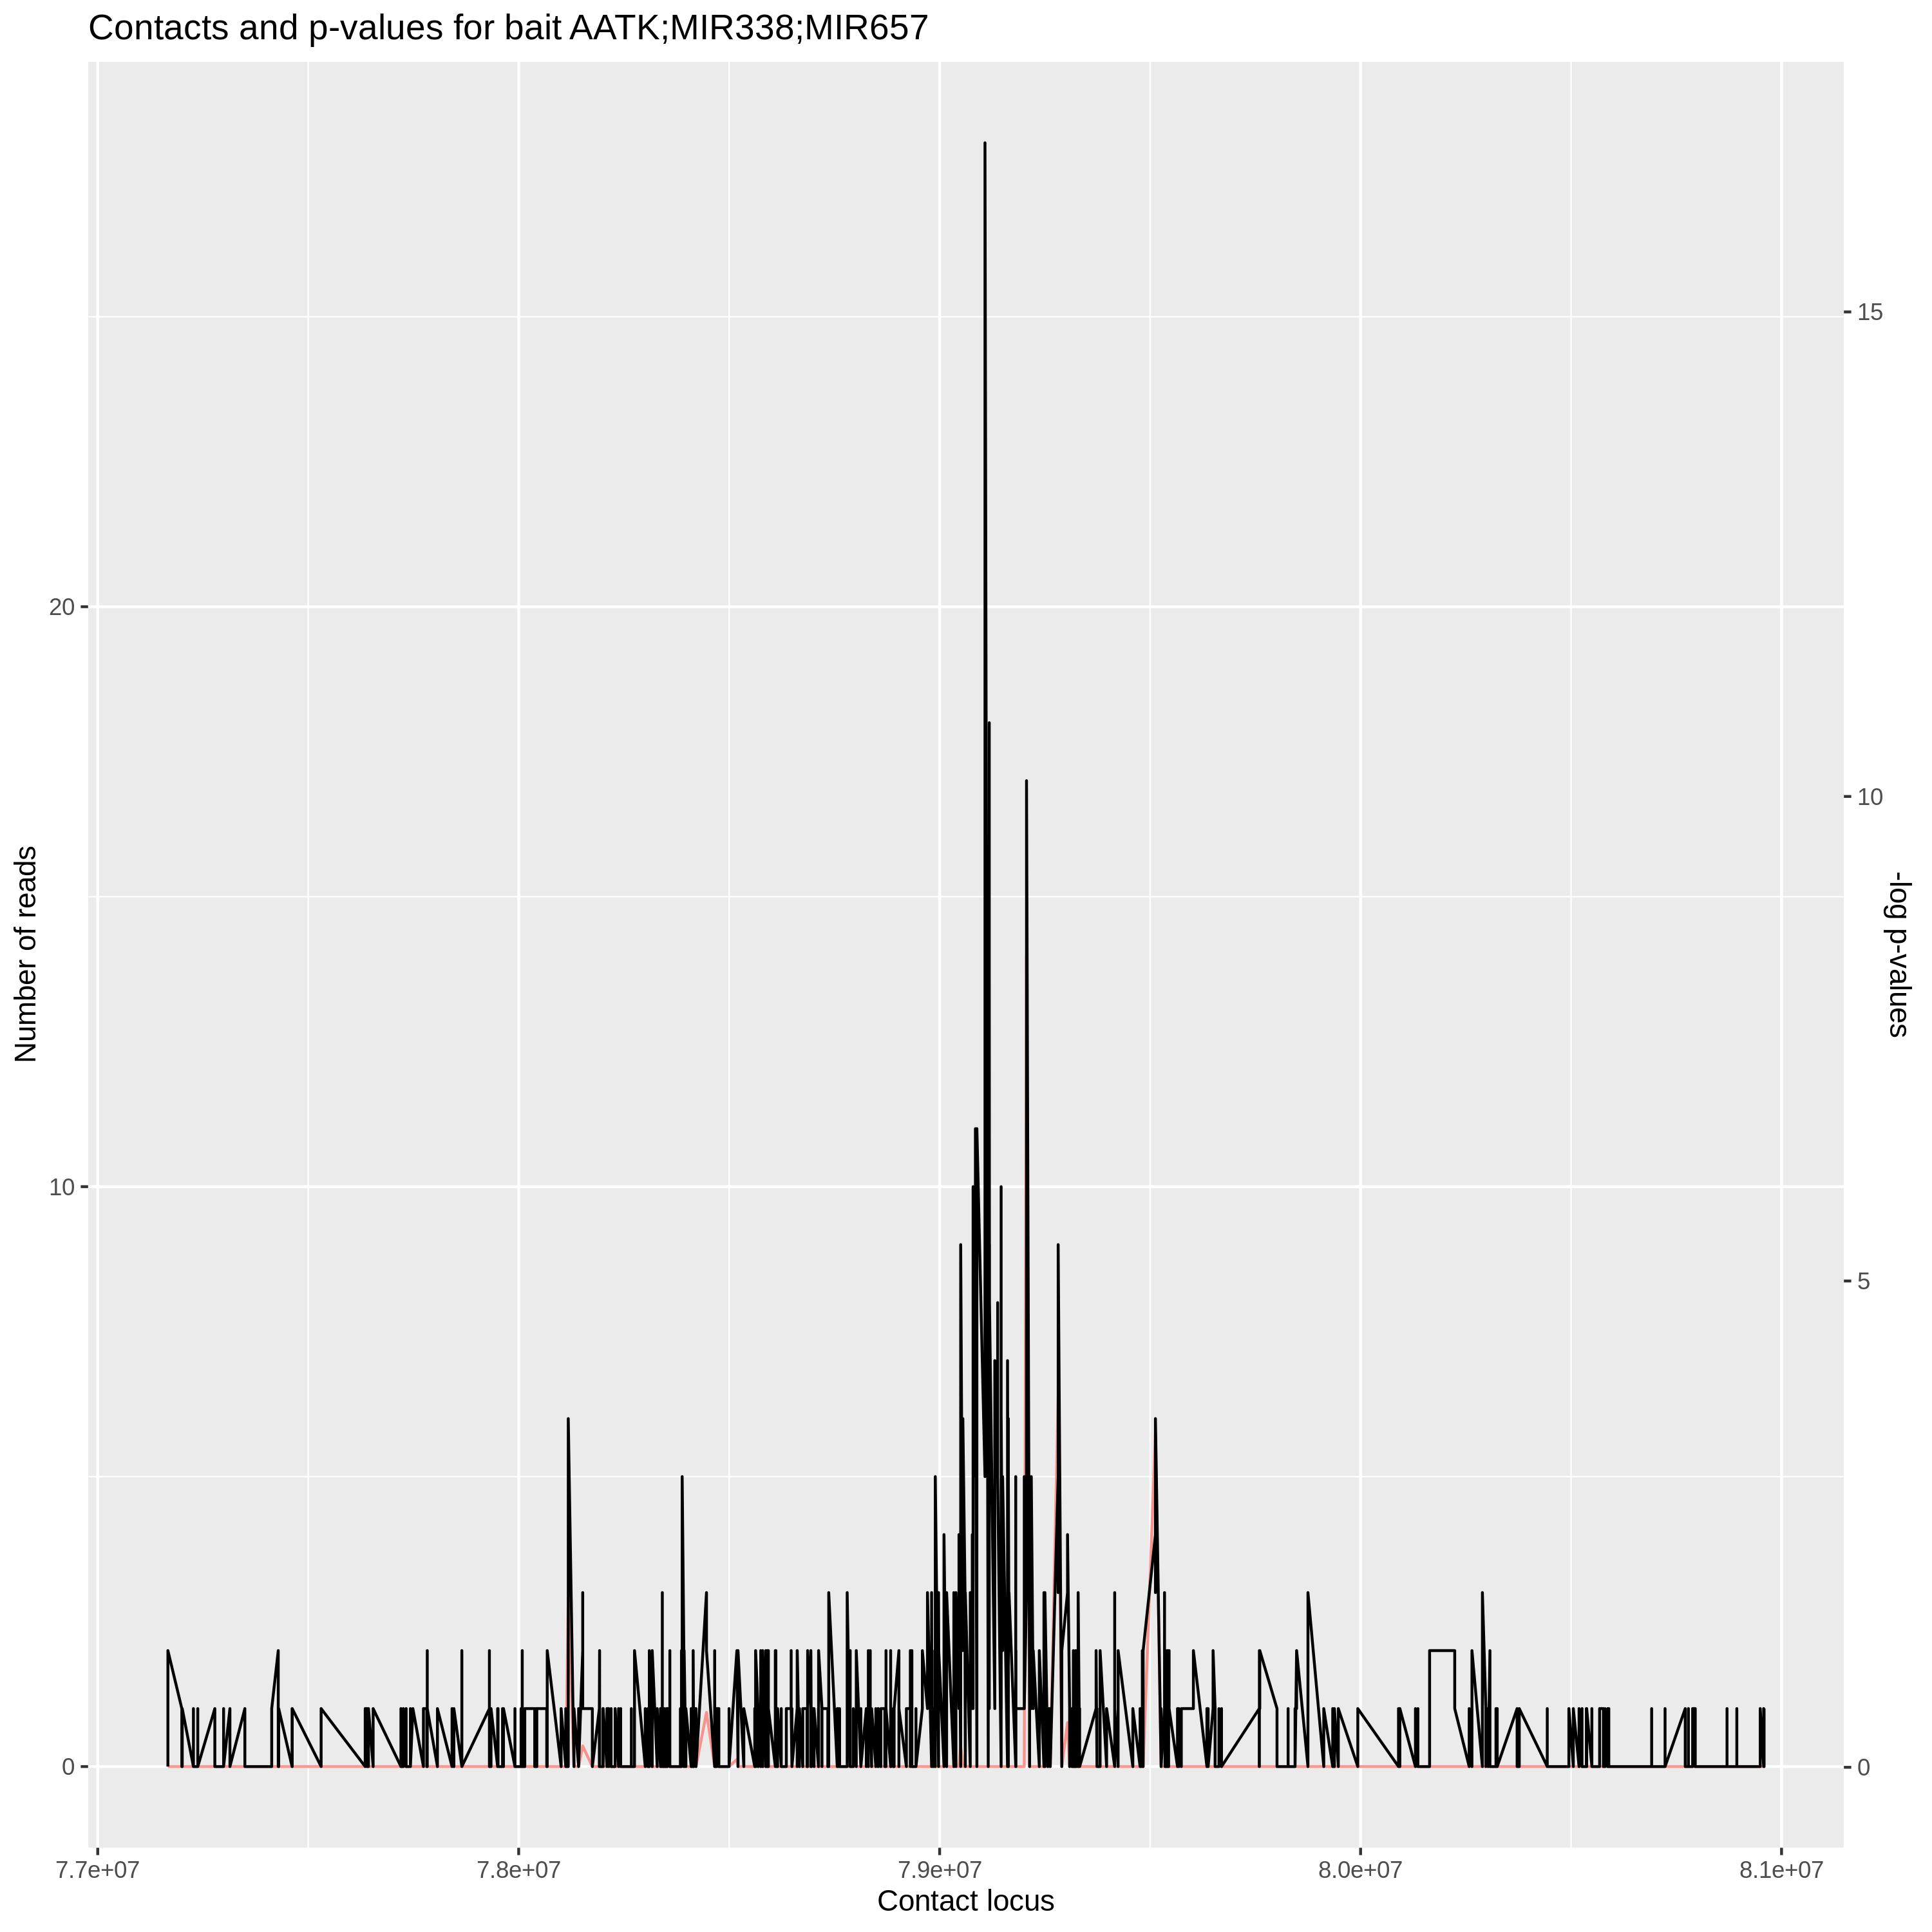 Contacts and p-values for bait AATK;MIR338;MIR657
Number of reads
20
10
0
15
10
5
0
-log p-values
7.7e+07 7.8e+07 7.9e+07 8.0e+07 8.1e+07
Contact locus